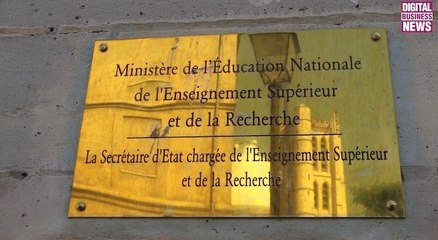 DIGITAL
BUSINESS
NEWS
Ministère de l'Éducation Nationale
de l'Enseignement Supérieur
et de la Recherche
La Secrétaire d'Etat chargée de l'Enseignement Supérieur
et de la Recherche